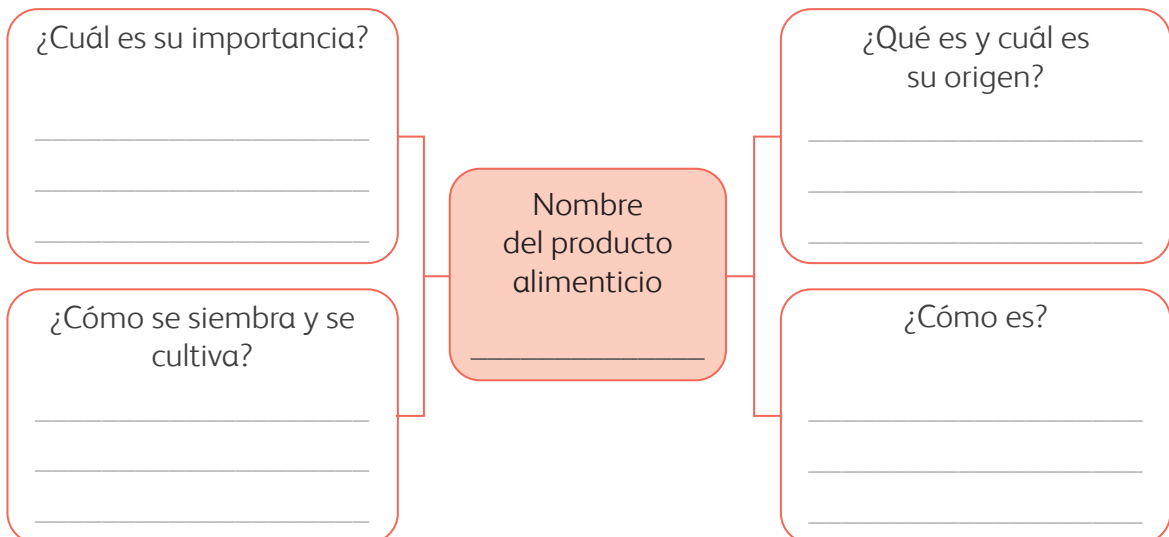 ¿Cuál es su importancia?
¿Qué es y cuál es
su origen?
Nombre
del producto
alimenticio
¿Cómo se siembra y se
cultiva?
¿Cómo es?